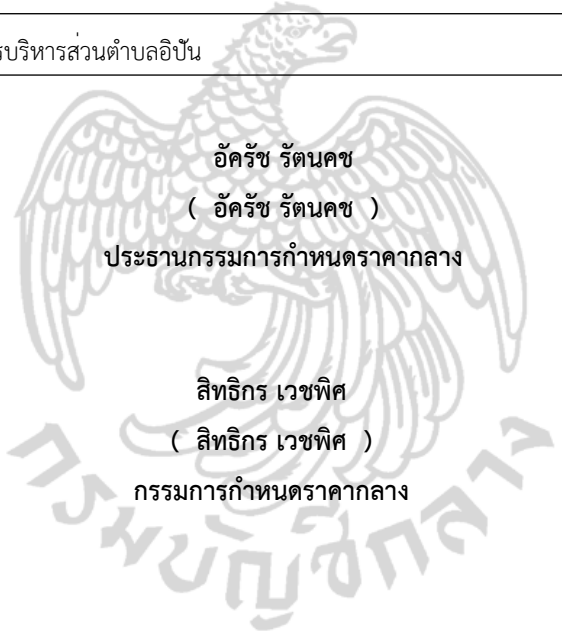 รบริหารส่วนตำบลอิปัน
อัครัช รัตนคช
( อัครัช รัตนคช )
ประธานกรรมการกำหนดราคากลาง
สิทธิกร เวชพิศ
( สิทธิกร เวชพิศ )
กรรมการกำหนดราคากลาง
กรมบัญชีกลาง